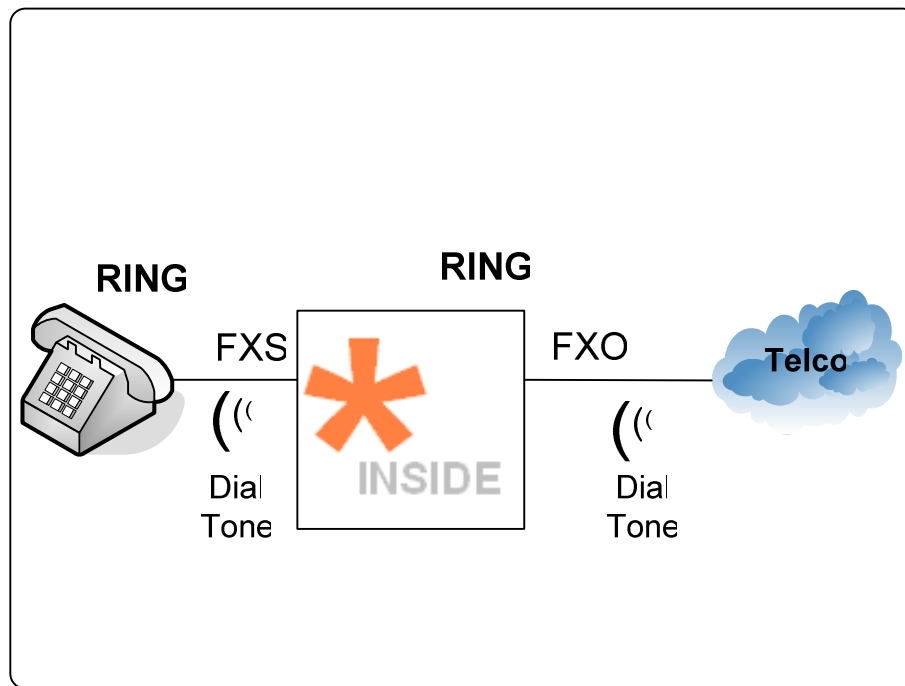 RING
RING
FXS
FXO
Telco
INSIDE
Dial
Tone
Dial
Tone